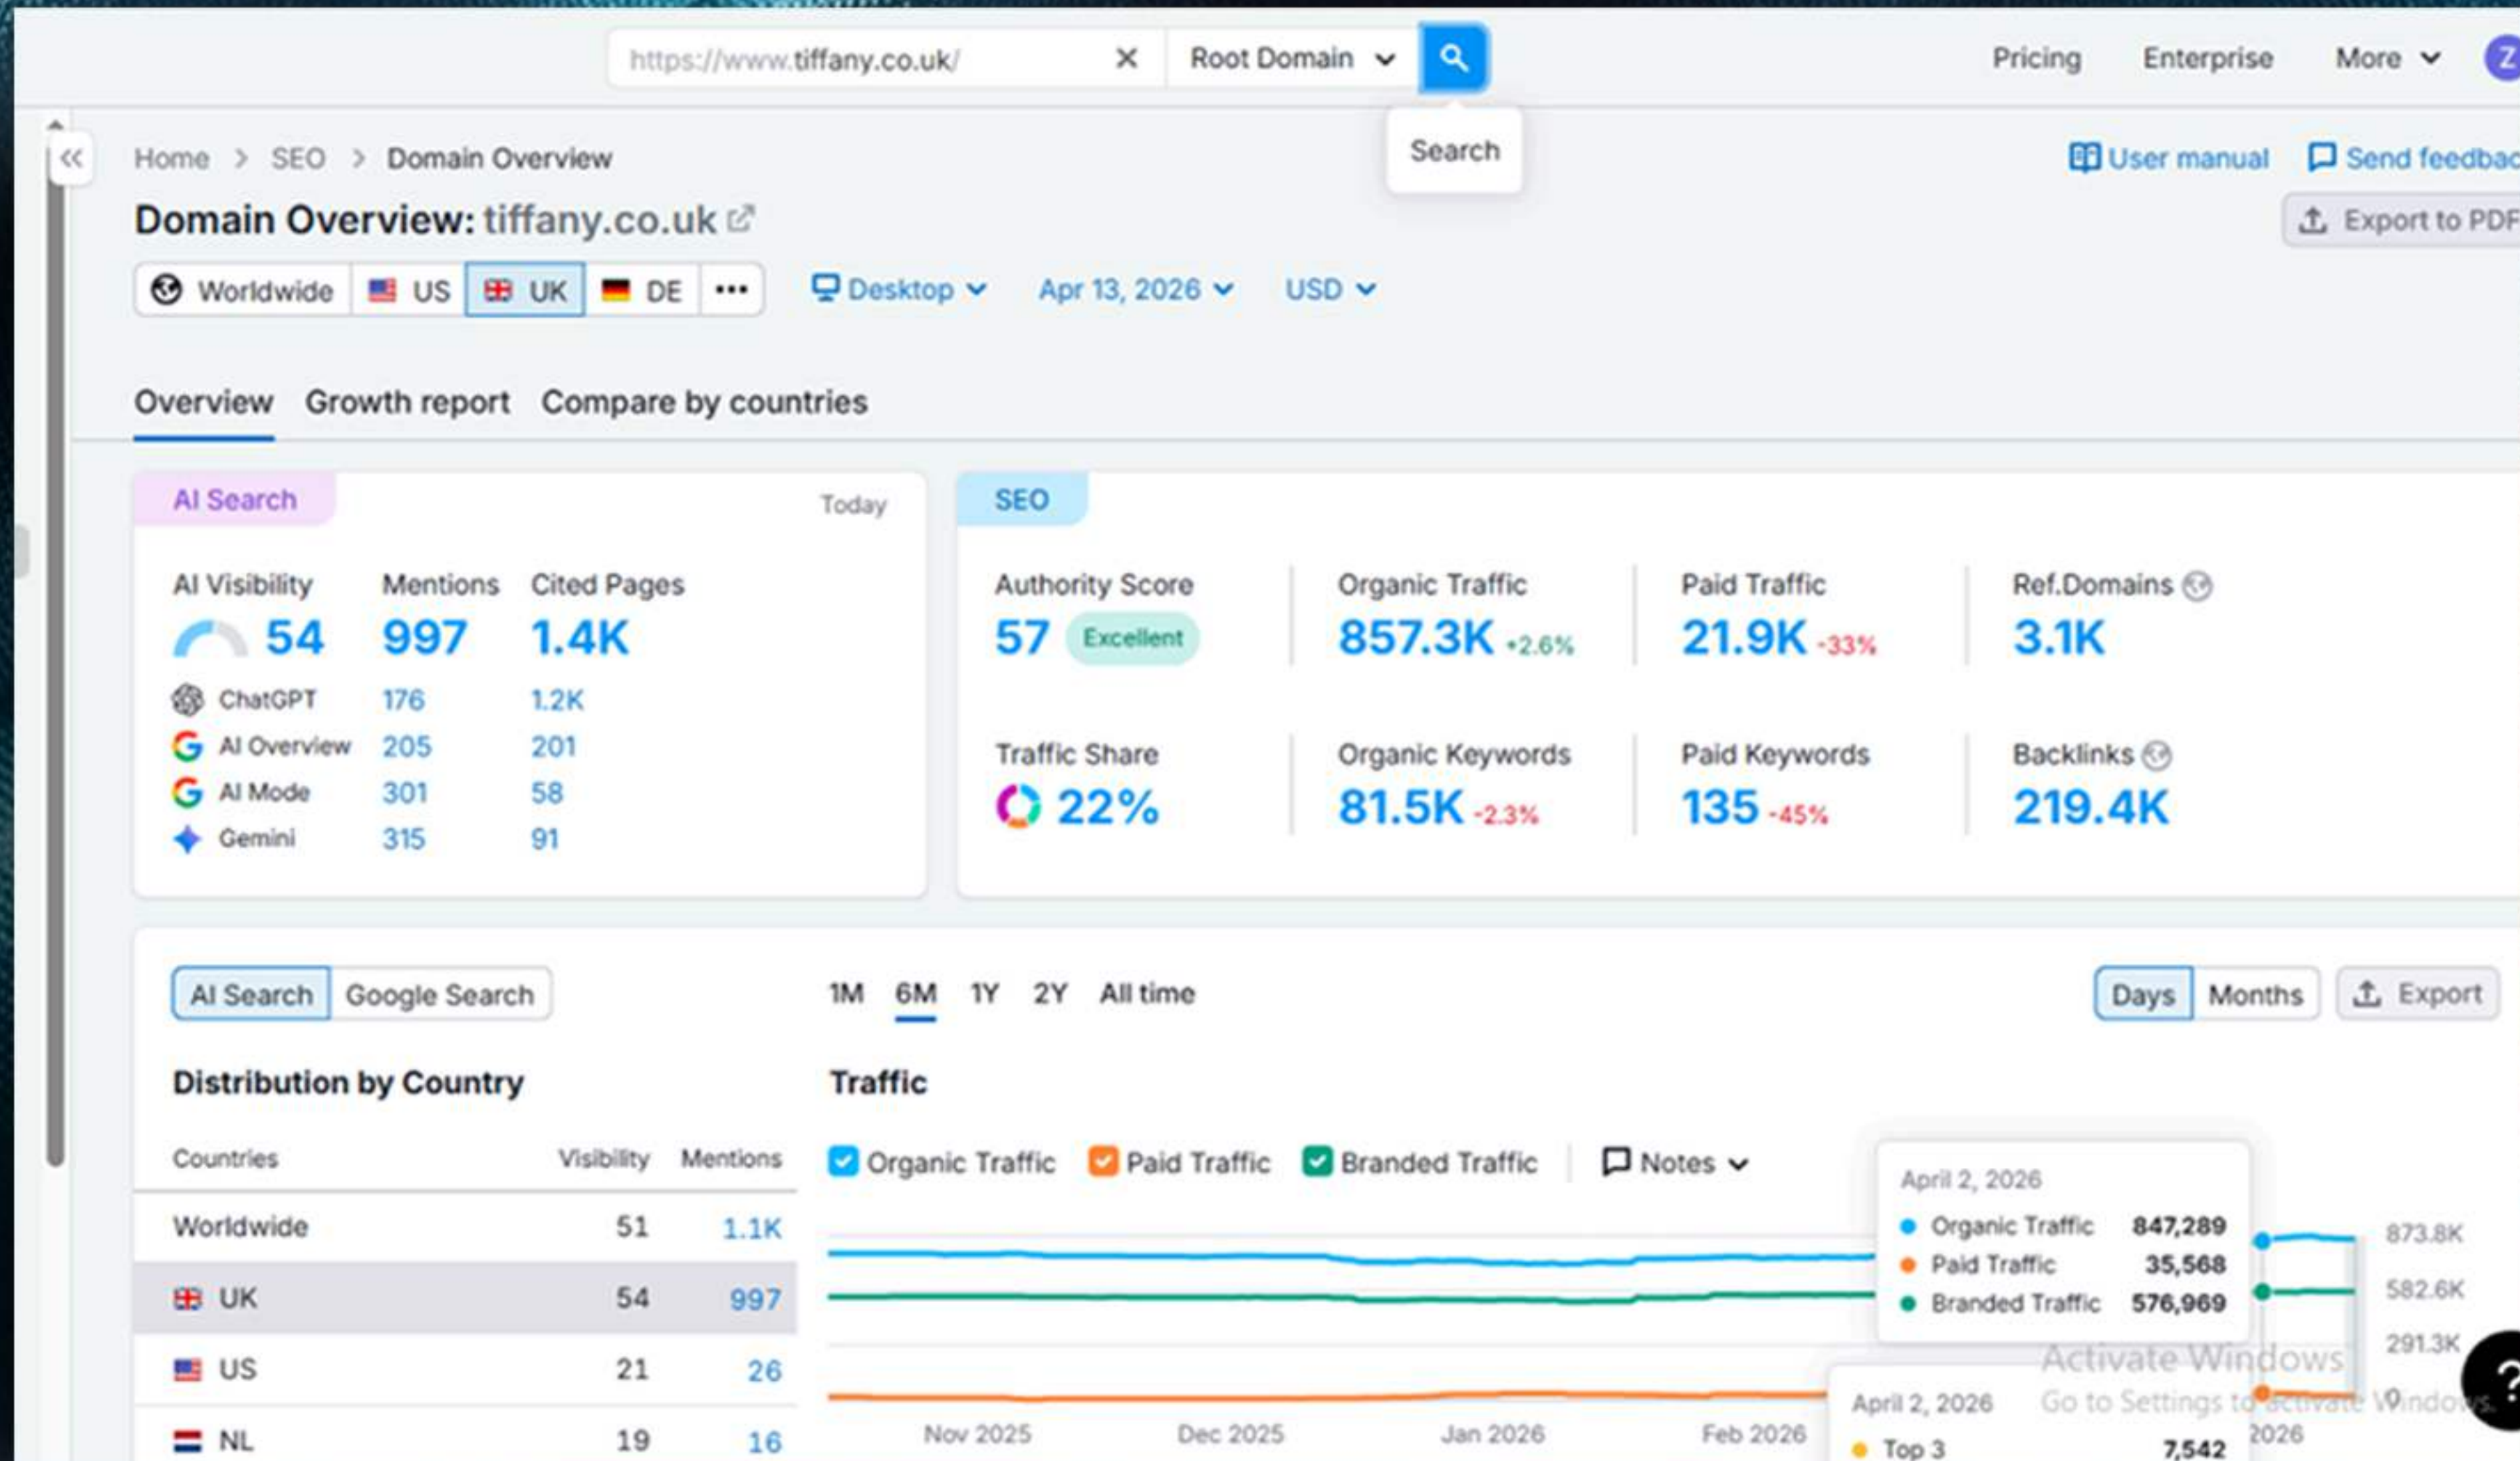 https://www.tiffany.co.uk/ Root Domain Pricing Enterprise More Z
Search
Home > SEO > Domain Overview User manual Send feedbac
Domain Overview: tiffany.co.uk Export to PDF
Worldwide US UK DE ••• Desktop Apr 13, 2026 USD
Overview Growth report Compare by countries
AI Search Today
AI Visibility Mentions Cited Pages
54 997 1.4K
ChatGPT 176 1.2K
AI Overview 205 201
AI Mode 301 58
Gemini 315 91
SEO
Authority Score Organic Traffic Paid Traffic Ref.Domains
57 Excellent 857.3K +2.6% 21.9K -33% 3.1K
Traffic Share Organic Keywords Paid Keywords Backlinks
22% 81.5K -2.3% 135 -45% 219.4K
AI Search Google Search 1M 6M 1Y 2Y All time Days Months Export
Distribution by Country
Countries Visibility Mentions
Worldwide 51 1.1K
UK 54 997
US 21 26
NL 19 16
Traffic
Organic Traffic Paid Traffic Branded Traffic Notes
April 2, 2026
Organic Traffic 847,289
Paid Traffic 35,568
Branded Traffic 576,969
873.8K
582.6K
291.3K
0
Activate Windows
Go to Settings to activate Windows.
?
Nov 2025 Dec 2025 Jan 2026 Feb 2026 2026
April 2, 2026
Top 3 7,542